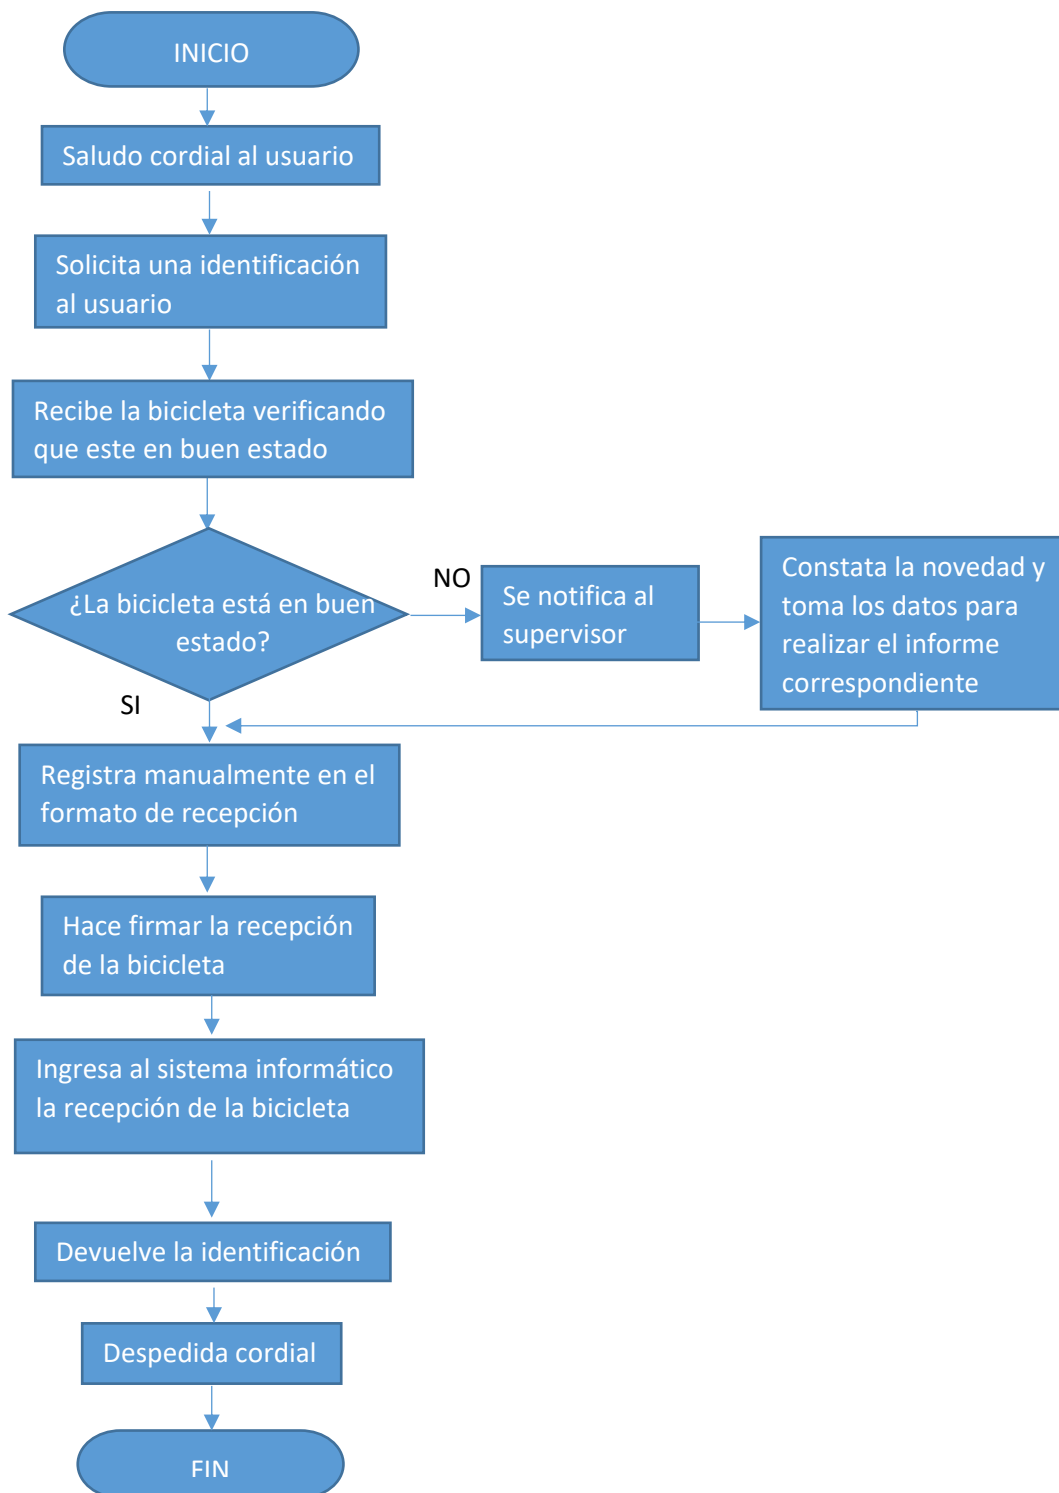 INICIO
Saludo cordial al usuario
Solicita una identificación
al usuario
Recibe la bicicleta verificando
que este en buen estado
¿La bicicleta está en buen
estado?
NO
Se notifica al
supervisor
Constata la novedad y
toma los datos para
realizar el informe
correspondiente
SI
Registra manualmente en el
formato de recepción
Hace firmar la recepción
de la bicicleta
Ingresa al sistema informático
la recepción de la bicicleta
Devuelve la identificación
Despedida cordial
FIN